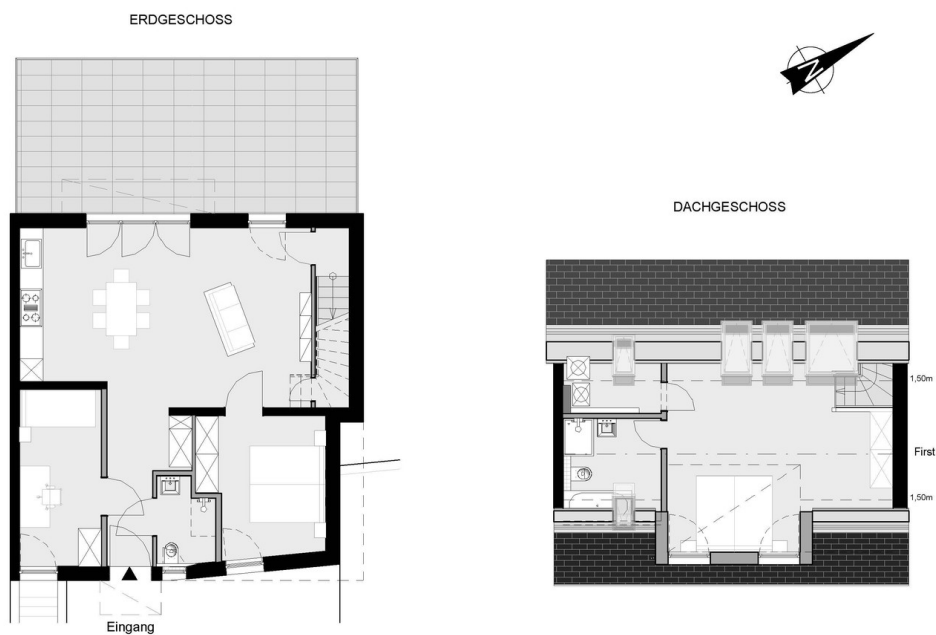 ERDGESCHOSS
N
DACHGESCHOSS
1,50m
First
1,50m
Eingang